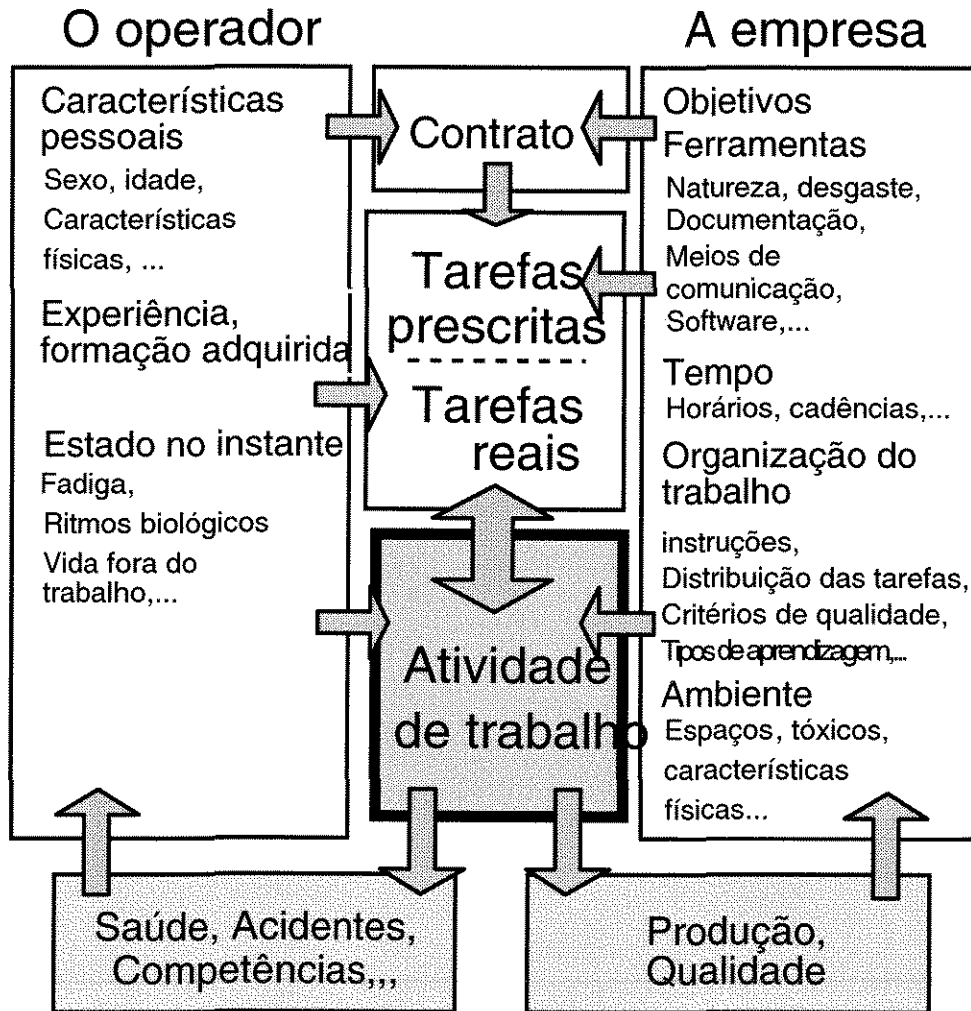 O operador
A empresa
Características
pessoais
Sexo, idade,
Características
físicas, ...
Experiência,
formação adquirida
Estado no instante
Fadiga,
Ritmos biológicos
Vida fora do
trabalho,...
Contrato
Tarefas
prescritas
Tarefas
reais
Atividade
de trabalho
Objetivos
Ferramentas
Natureza, desgaste,
Documentação,
Meios de
comunicação,
Software,...
Tempo
Horários, cadências,...
Organização do
trabalho
instruções,
Distribuição das tarefas,
Critérios de qualidade,
Tipos de aprendizagem,...
Ambiente
Espaços, tóxicos,
características
físicas...
Saúde, Acidentes,
Competências,,,
Produção,
Qualidade